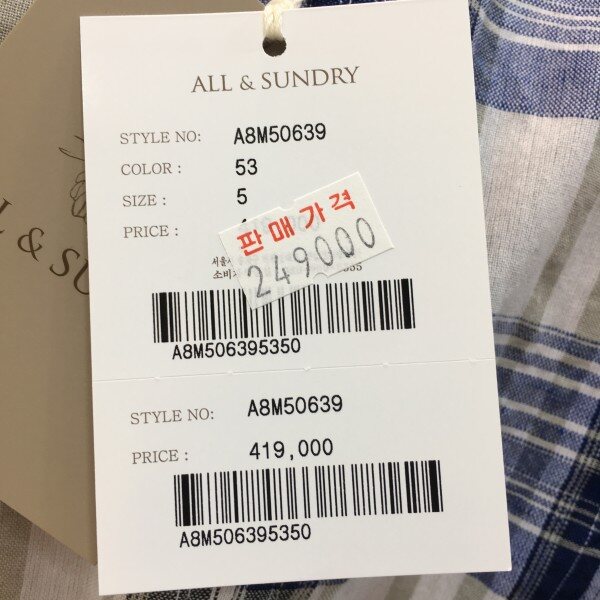 ALL & SUNDRY
STYLE NO: A8M50639
COLOR : 53
SIZE : 5
PRICE :
판매가격
249000
A8M506395350
STYLE NO: A8M50639
PRICE : 419,000
A8M506395350